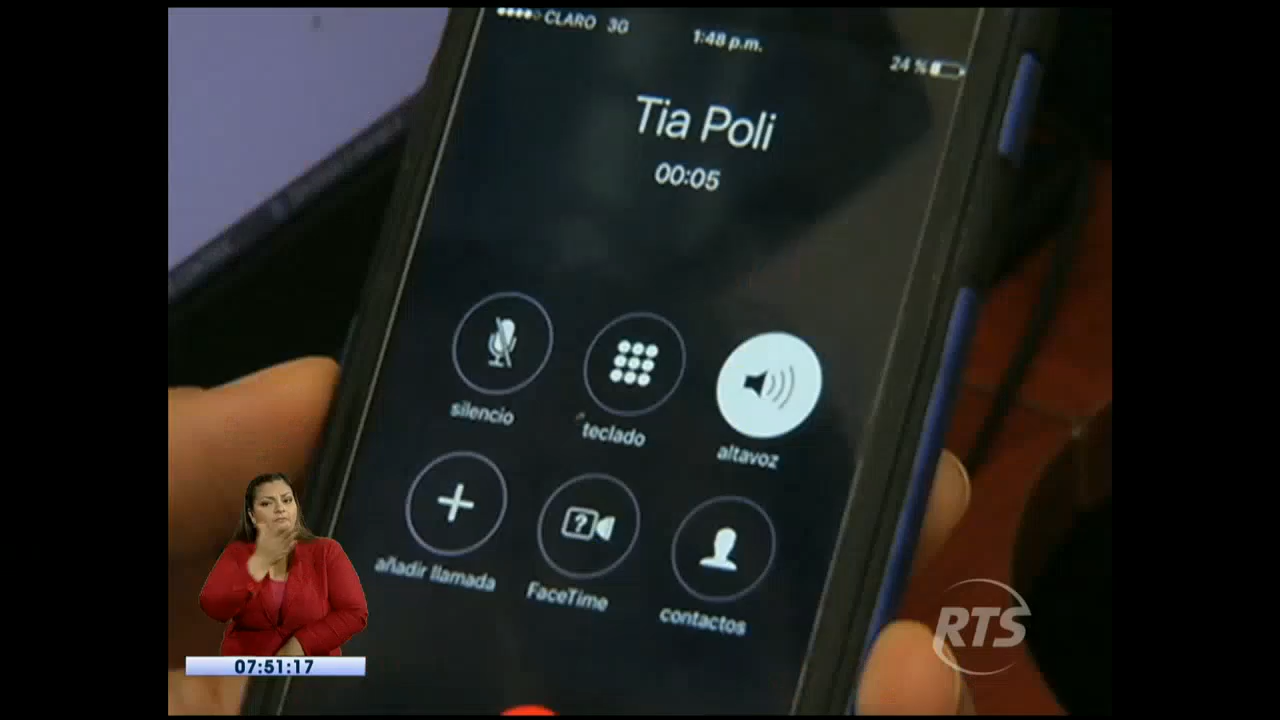 CLARO 3G
1:48 p.m.
24 %
Tia Poli
00:05
silencio
teclado
altavoz
añadir llamada
?
FaceTime
contactos
RTS
07:51:17